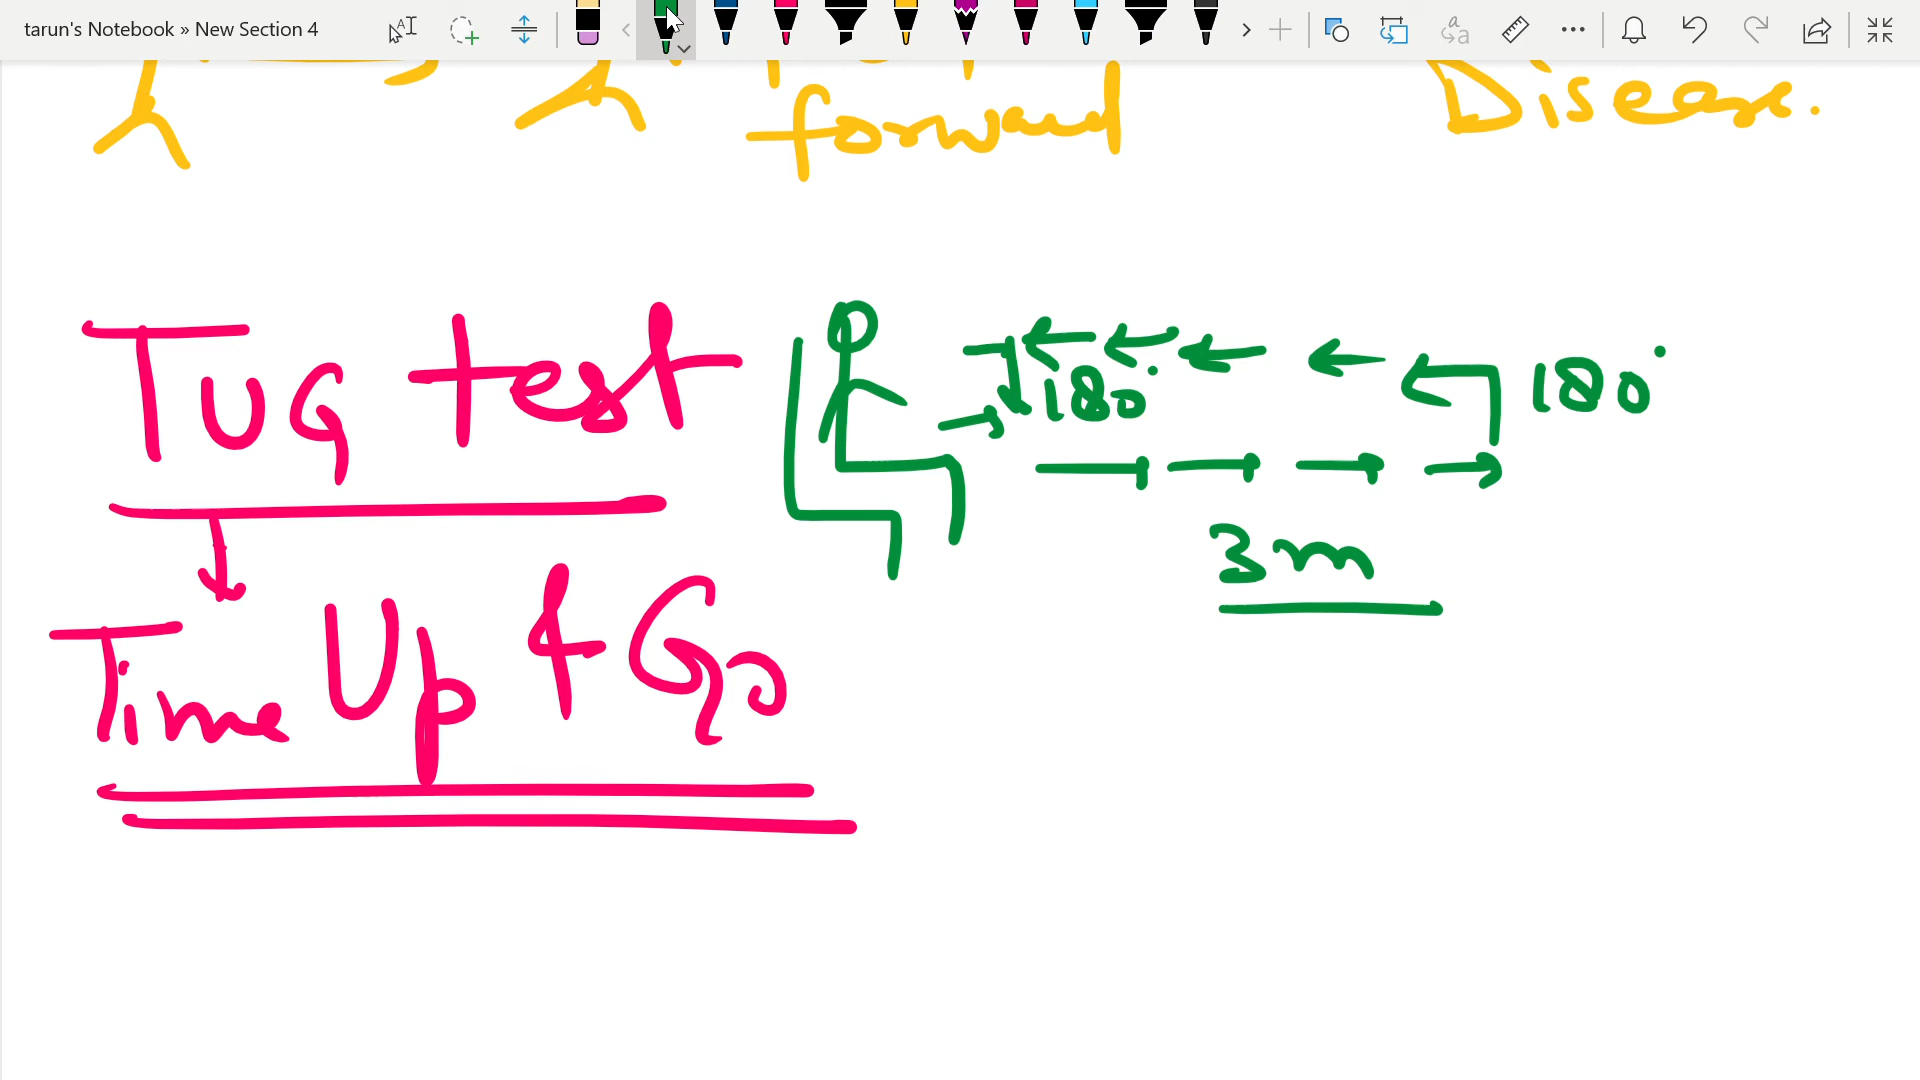 tarun's Notebook » New Section 4
forward
Disease.
TUG test
180°
180°
3m
Time Up & Go